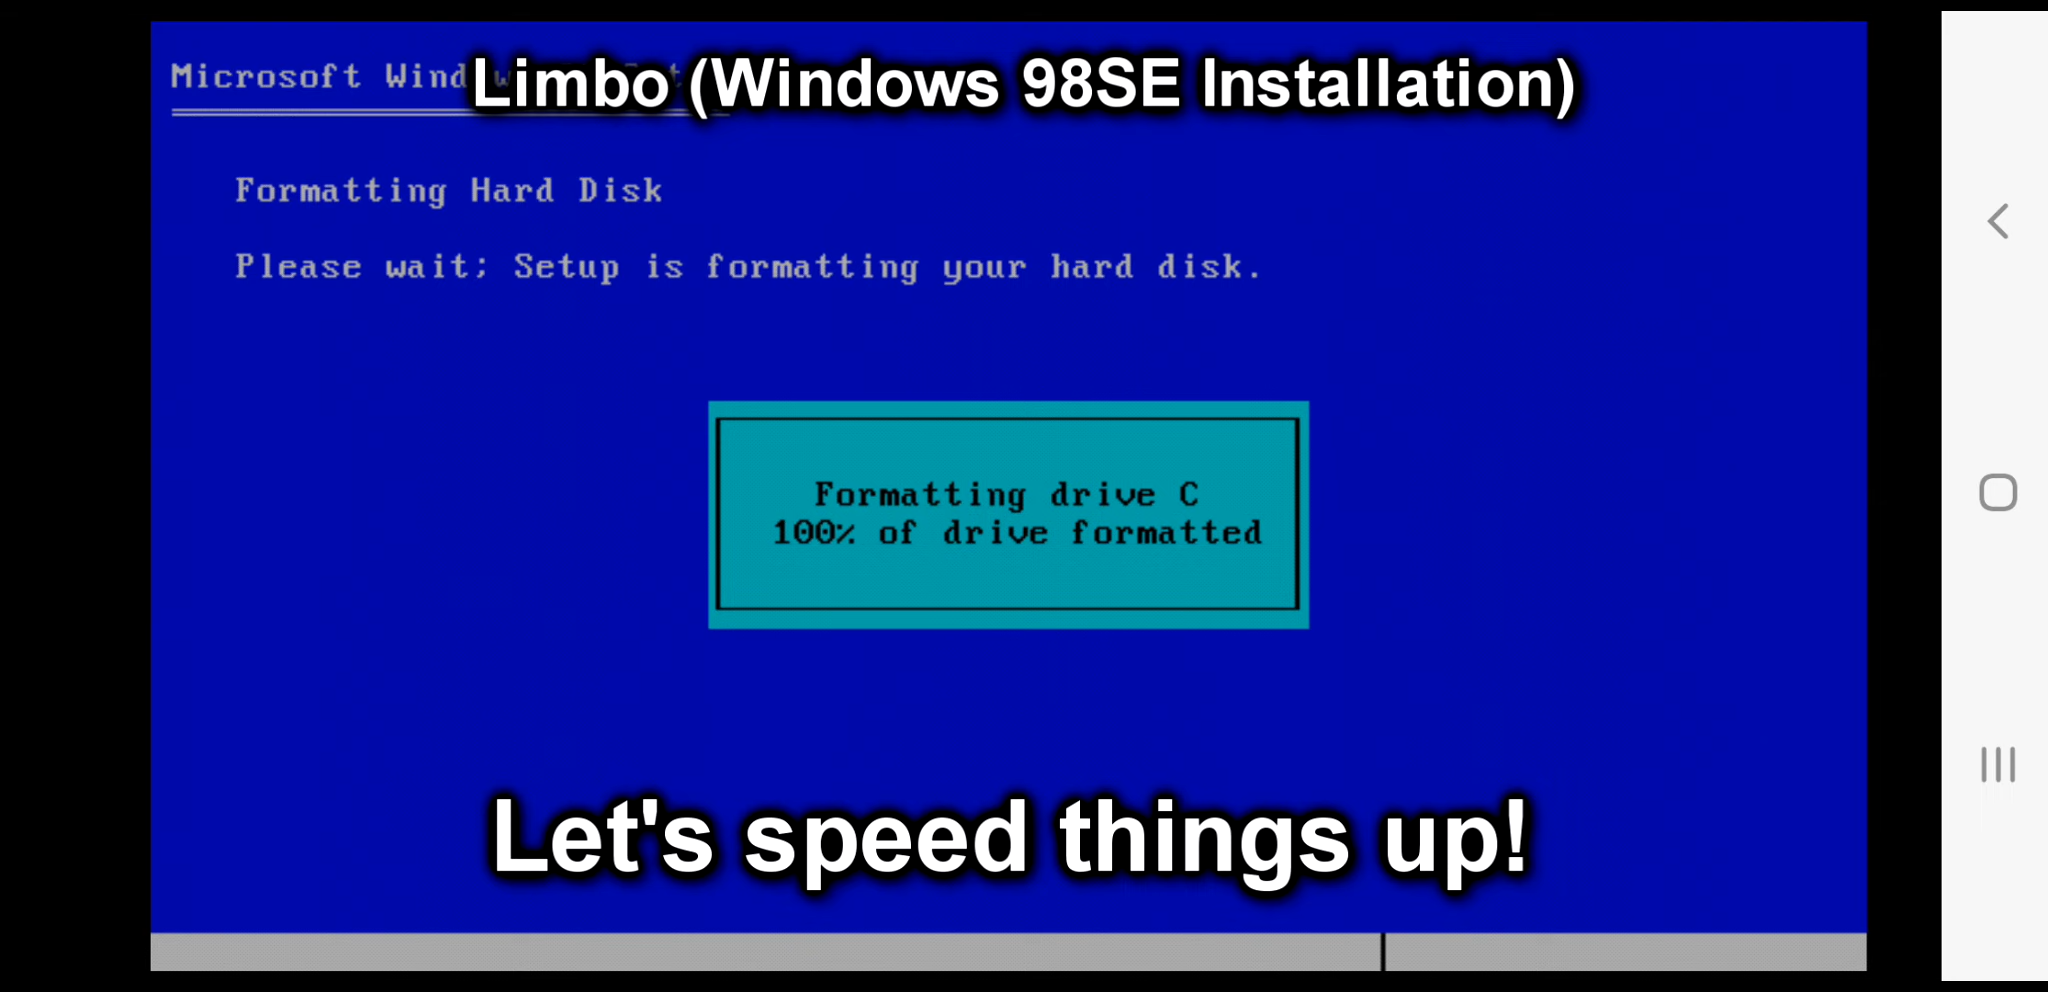 Microsoft Wind
Limbo (Windows 98SE Installation)
Formatting Hard Disk
Please wait; Setup is formatting your hard disk.
Formatting drive C
100% of drive formatted
Let's speed things up!